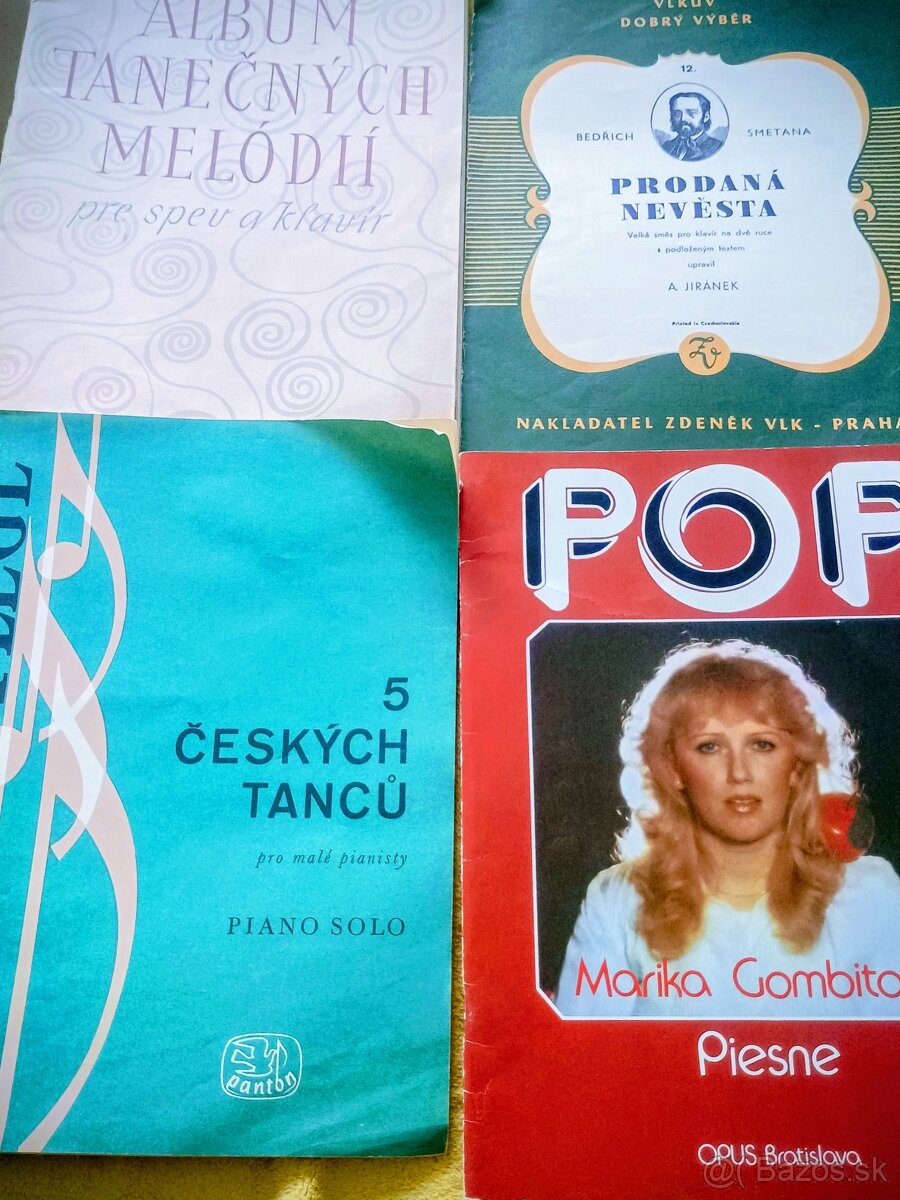 ALBUM
TANEČNÝCH
MELÓDIÍ
pre spev a klavír
VLKŮV
DOBRÝ VÝBĚR
12.
BEDŘICH SMETANA
PRODANÁ
NEVĚSTA
Velká směs pro klavír na dvě ruce
s podloženým textem
upravil
A. JIRÁNEK
Printed in Czechoslovakia
Zv
NAKLADATEL ZDENĚK VLK - PRAHA
5
ČESKÝCH
TANCŮ
pro malé pianisty
PIANO SOLO
panton
POP
Marika Gombito
Piesne
OPUS Bratislava
@ Bazos.sk